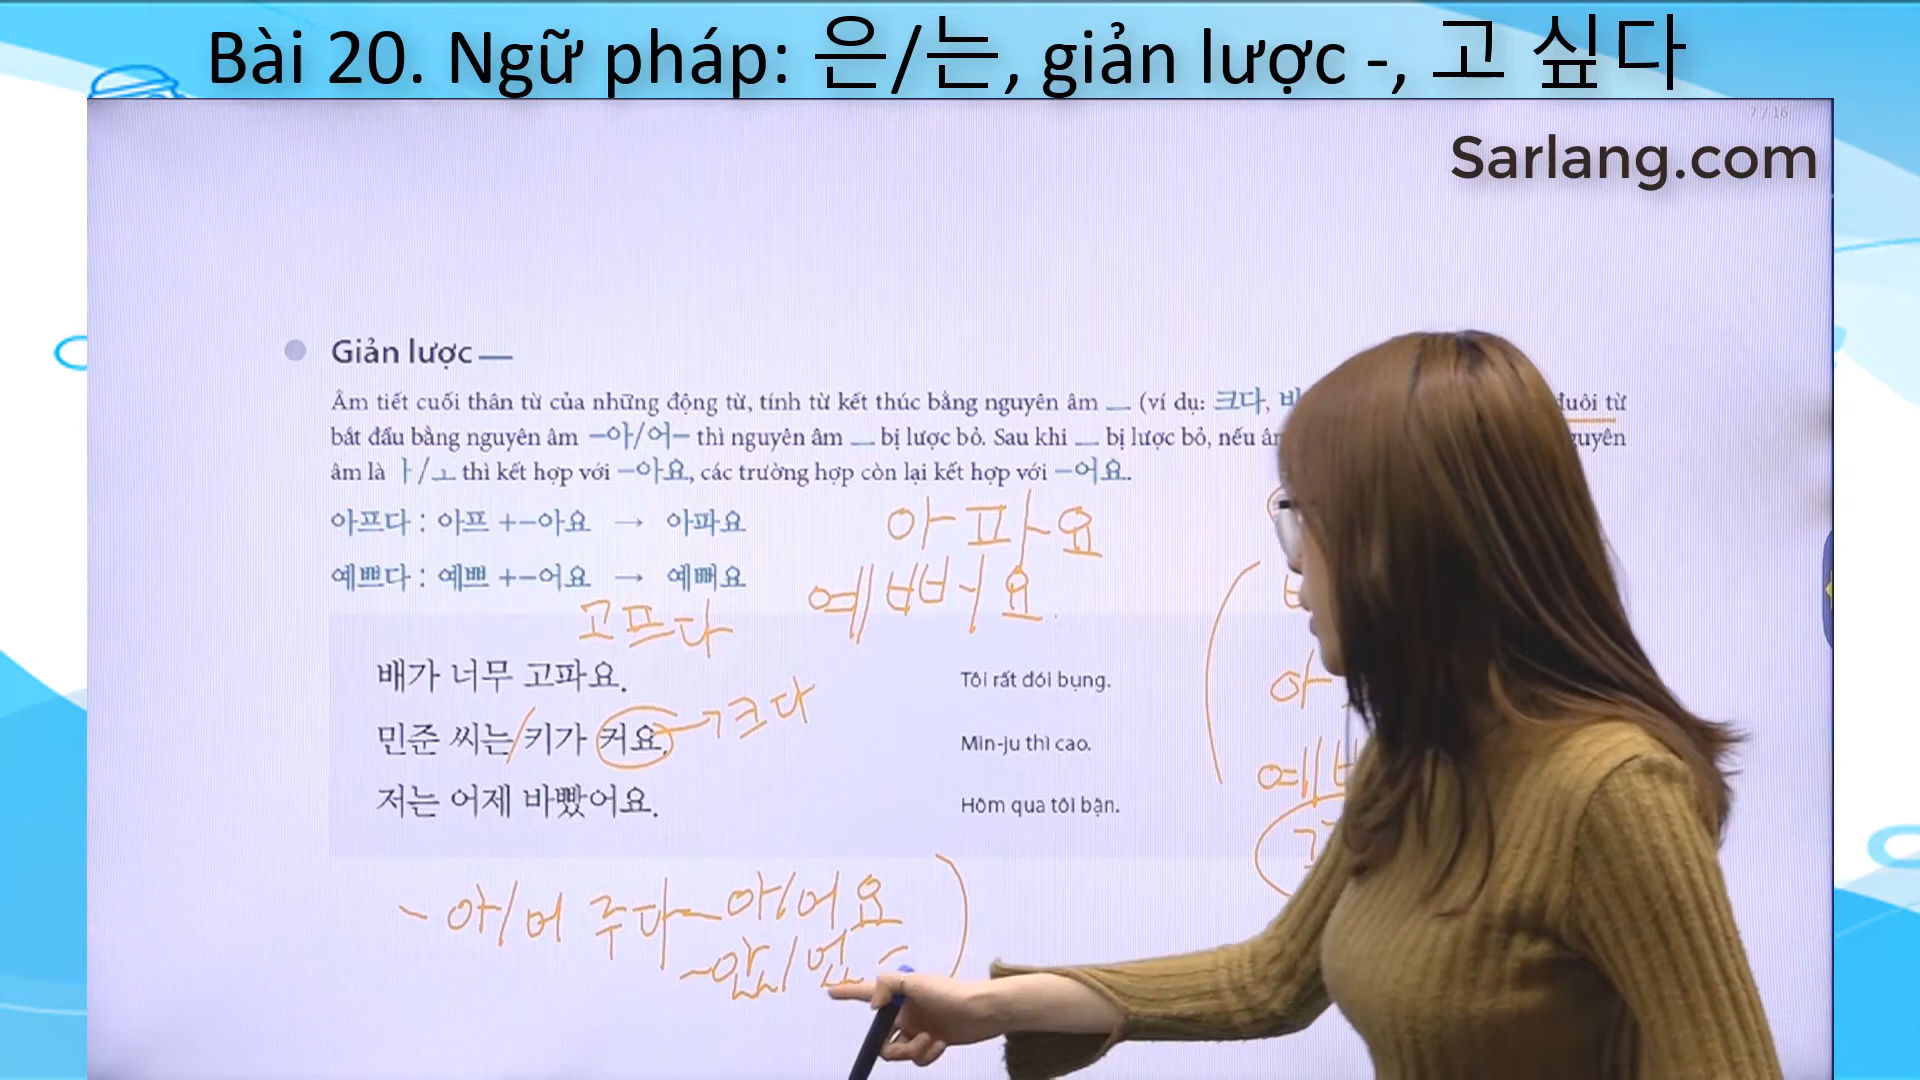 Bài 20. Ngữ pháp: 은/는, giản lược -, 고 싶다
7 / 16
Sarlang.com
Giản lược —
Âm tiết cuối thân từ của những động từ, tính từ kết thúc bằng nguyên âm — (ví dụ: 크다, đuôi từ
bắt đầu bằng nguyên âm –아/어– thì nguyên âm — bị lược bỏ. Sau khi — bị lược bỏ, nếu
âm là ㅏ/ㅗ thì kết hợp với –아요, các trường hợp còn lại kết hợp với –어요.
아프다 : 아프 +–아요 → 아파요
아파요
예쁘다 : 예쁘 +–어요 → 예뻐요
예뻐요
고프다
배가 너무 고파요. Tôi rất đói bụng.
아
민준 씨는/키가 커요. → 크다 Min-ju thì cao.
저는 어제 바빴어요. Hôm qua tôi bận.
~ 아/어 주다 ~아/어요